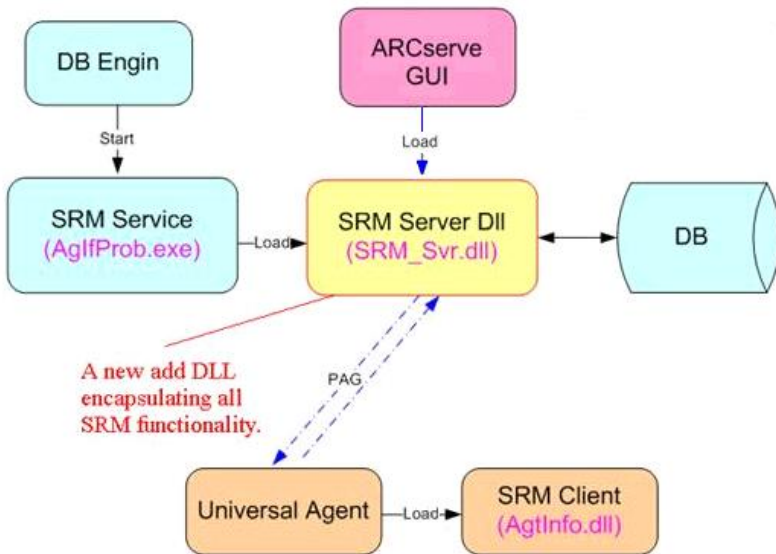 DB Engin
ARCserve
GUI
Start
Load
SRM Service
(AgIfProb.exe)
Load
SRM Server Dll
(SRM_Svr.dll)
DB
A new add DLL
encapsulating all
SRM functionality.
PAG
Universal Agent
Load
SRM Client
(AgtInfo.dll)